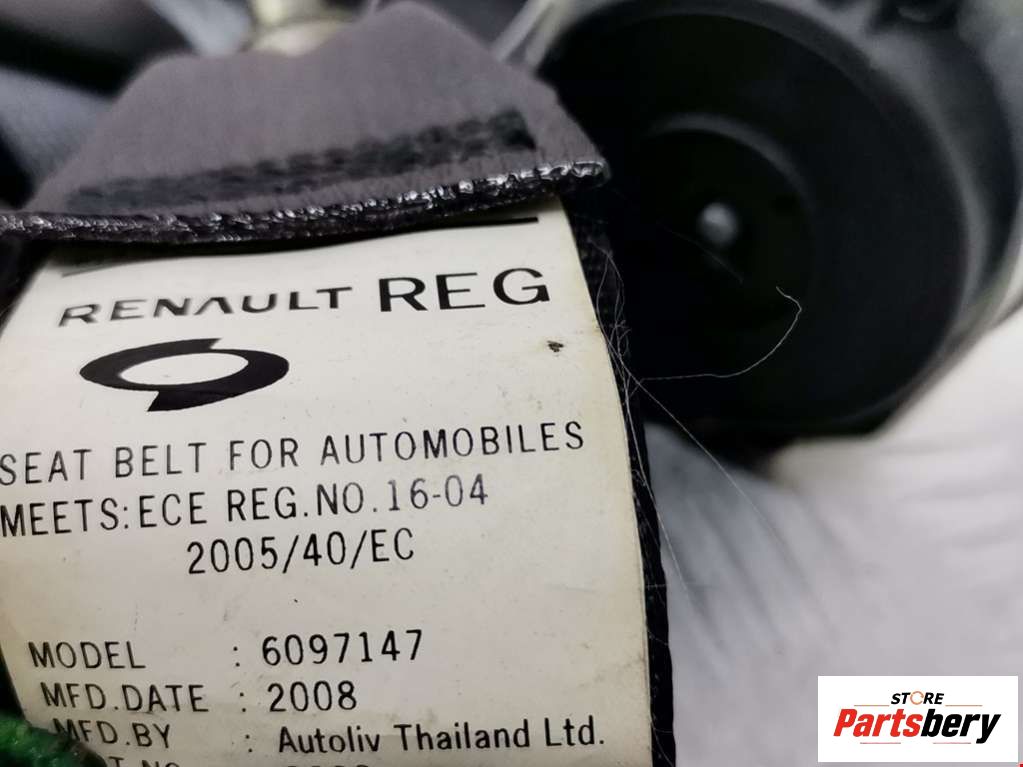 RENAULT REG
SEAT BELT FOR AUTOMOBILES
MEETS:ECE REG.NO.16-04
2005/40/EC
MODEL : 6097147
MFD.DATE : 2008
MFD.BY : Autoliv Thailand Ltd.
STORE
Partsbery